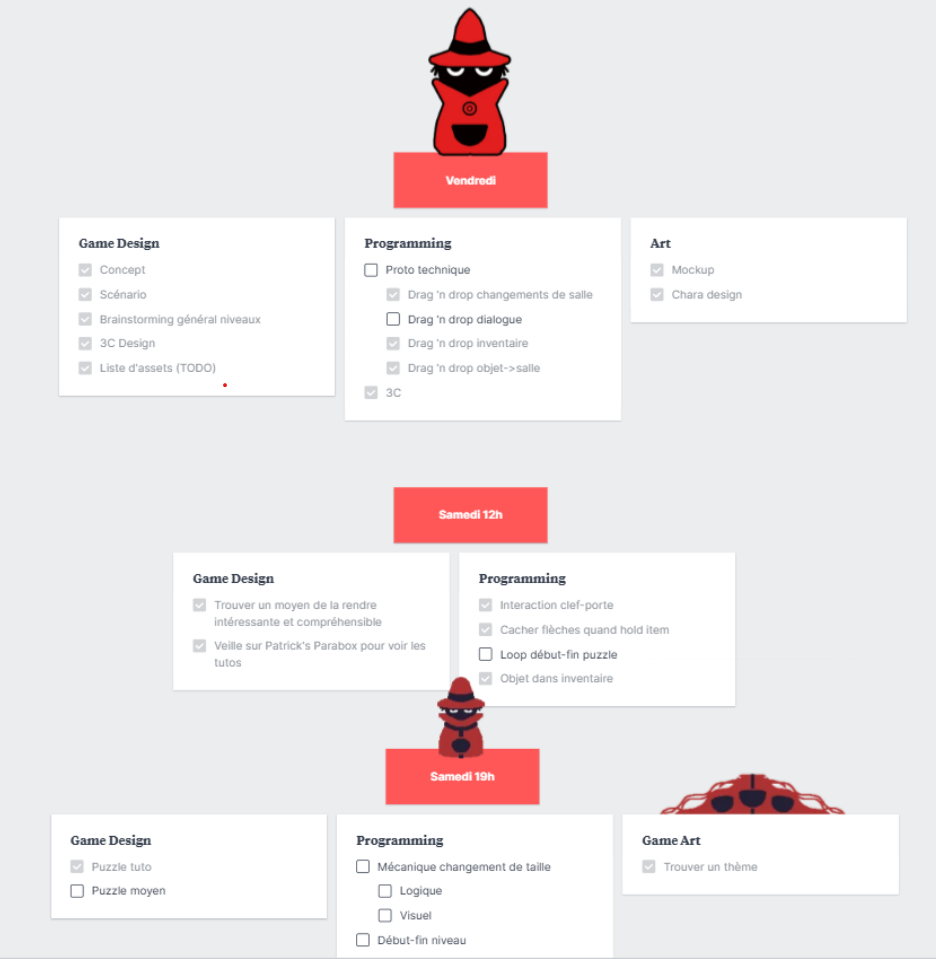 Vendredi
Game Design
Concept
Scénario
Brainstorming général niveaux
3C Design
Liste d'assets (TODO)
Programming
Proto technique
Drag 'n drop changements de salle
Drag 'n drop dialogue
Drag 'n drop inventaire
Drag 'n drop objet->salle
3C
Art
Mockup
Chara design
Samedi 12h
Game Design
Trouver un moyen de la rendre
intéressante et compréhensible
Veille sur Patrick's Parabox pour voir les
tutos
Programming
Interaction clef-porte
Cacher flèches quand hold item
Loop début-fin puzzle
Objet dans inventaire
Samedi 19h
Game Design
Puzzle tuto
Puzzle moyen
Programming
Mécanique changement de taille
Logique
Visuel
Début-fin niveau
Game Art
Trouver un thème